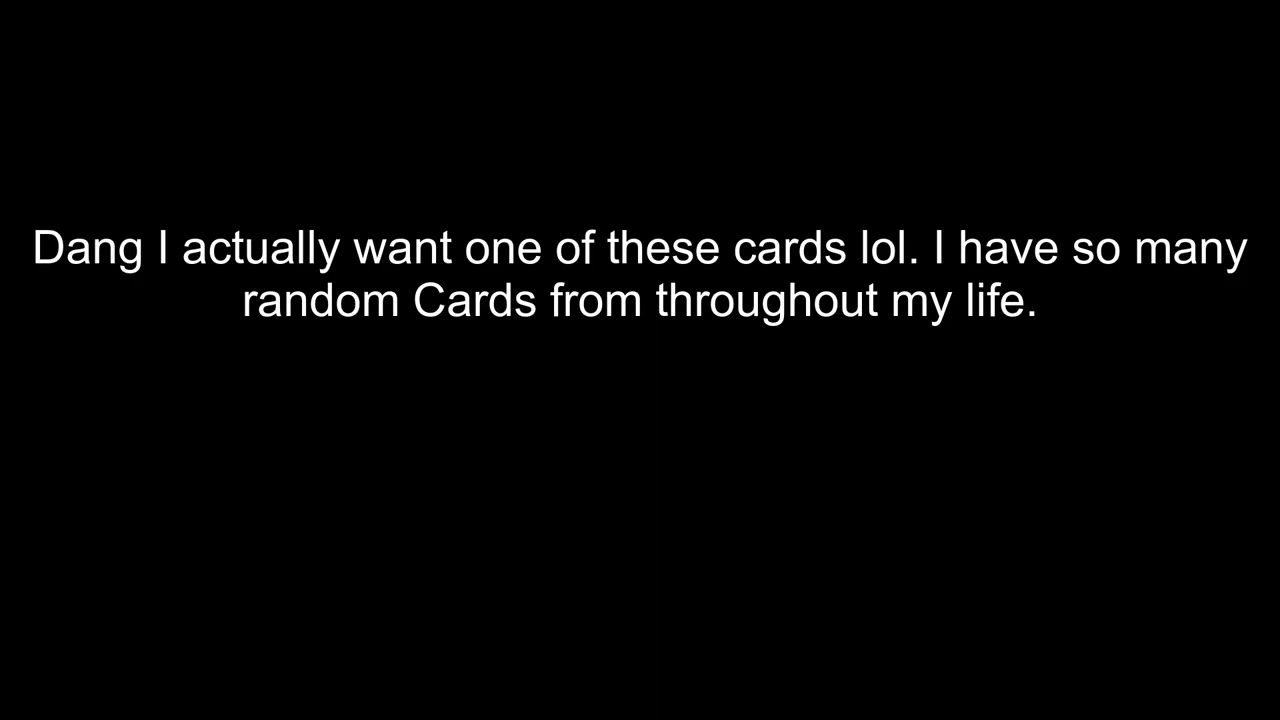 Dang I actually want one of these cards lol. I have so many
random Cards from throughout my life.